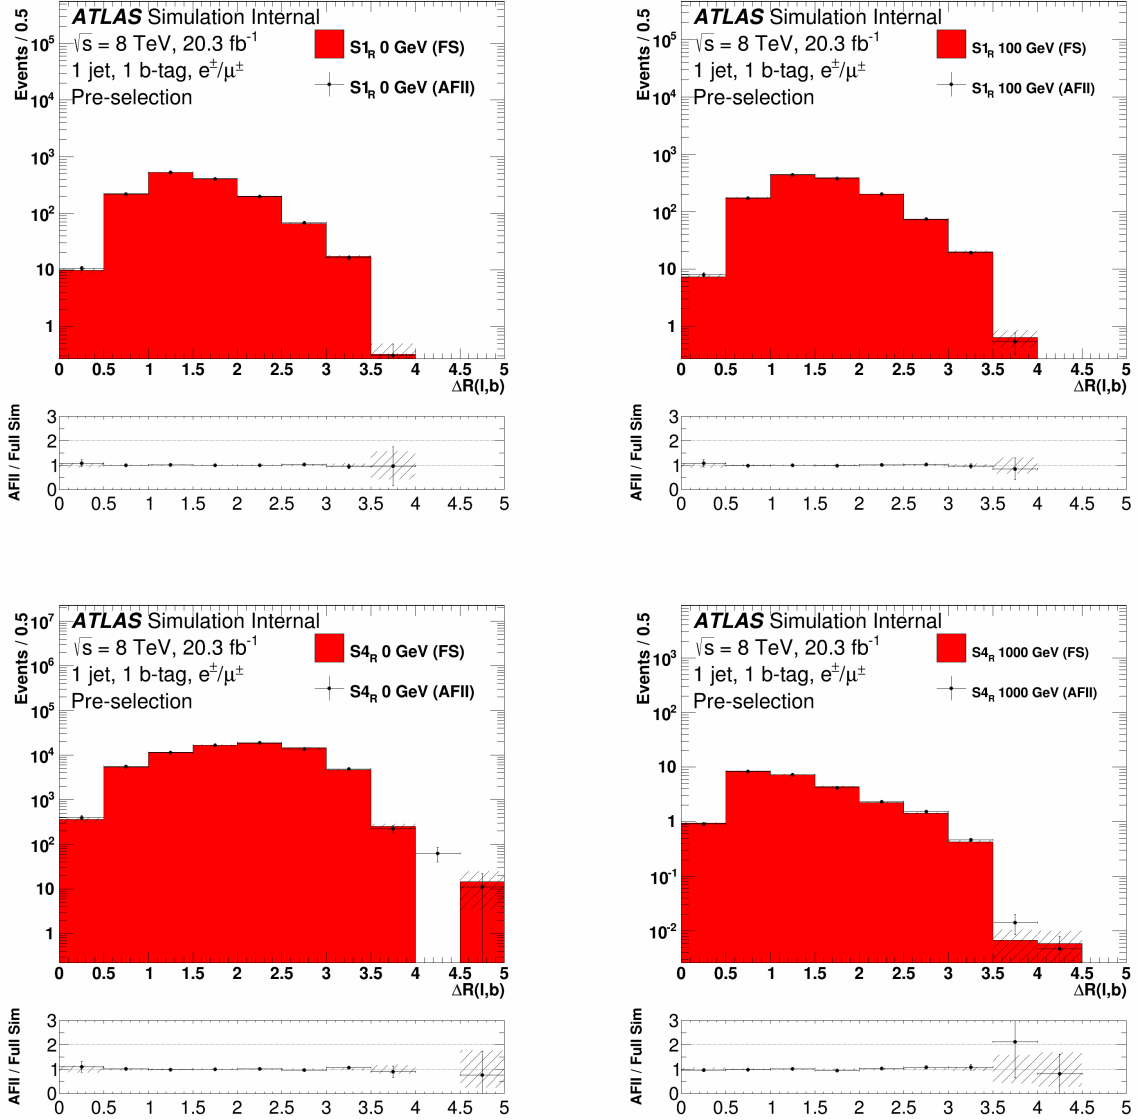 ATLAS Simulation Internal
√s = 8 TeV, 20.3 fb⁻¹
1 jet, 1 b-tag, e±/μ±
Pre-selection
S1R 0 GeV (FS)
S1R 0 GeV (AFII)
Events / 0.5
10⁵
10⁴
10³
10²
10
1
0 0.5 1 1.5 2 2.5 3 3.5 4 4.5 5
ΔR(l,b)
AFII / Full Sim
3
2
1
0
0 0.5 1 1.5 2 2.5 3 3.5 4 4.5 5
ATLAS Simulation Internal
√s = 8 TeV, 20.3 fb⁻¹
1 jet, 1 b-tag, e±/μ±
Pre-selection
S1R 100 GeV (FS)
S1R 100 GeV (AFII)
Events / 0.5
10⁵
10⁴
10³
10²
10
1
0 0.5 1 1.5 2 2.5 3 3.5 4 4.5 5
ΔR(l,b)
AFII / Full Sim
3
2
1
0
0 0.5 1 1.5 2 2.5 3 3.5 4 4.5 5
ATLAS Simulation Internal
√s = 8 TeV, 20.3 fb⁻¹
1 jet, 1 b-tag, e±/μ±
Pre-selection
S4R 0 GeV (FS)
S4R 0 GeV (AFII)
Events / 0.5
10⁷
10⁶
10⁵
10⁴
10³
10²
10
1
0 0.5 1 1.5 2 2.5 3 3.5 4 4.5 5
ΔR(l,b)
AFII / Full Sim
3
2
1
0
0 0.5 1 1.5 2 2.5 3 3.5 4 4.5 5
ATLAS Simulation Internal
√s = 8 TeV, 20.3 fb⁻¹
1 jet, 1 b-tag, e±/μ±
Pre-selection
S4R 1000 GeV (FS)
S4R 1000 GeV (AFII)
Events / 0.5
10³
10²
10
1
10⁻¹
10⁻²
0 0.5 1 1.5 2 2.5 3 3.5 4 4.5 5
ΔR(l,b)
AFII / Full Sim
3
2
1
0
0 0.5 1 1.5 2 2.5 3 3.5 4 4.5 5